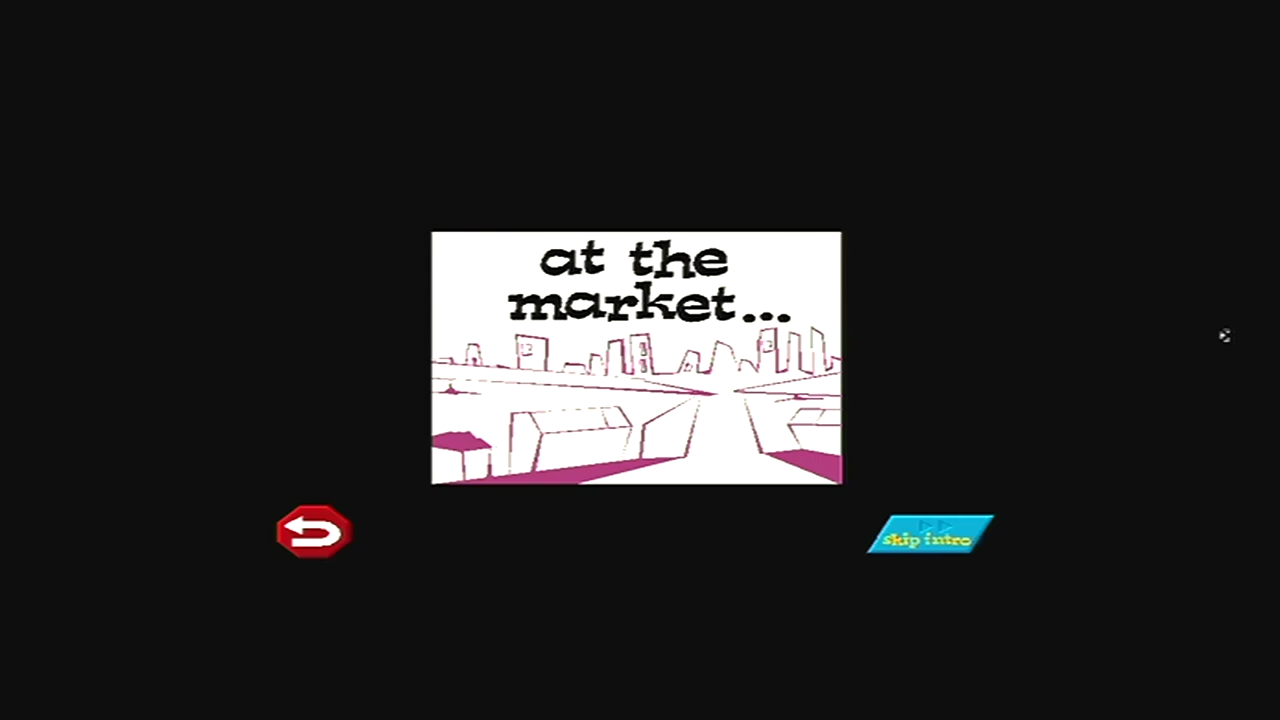 at the
market...
skip intro